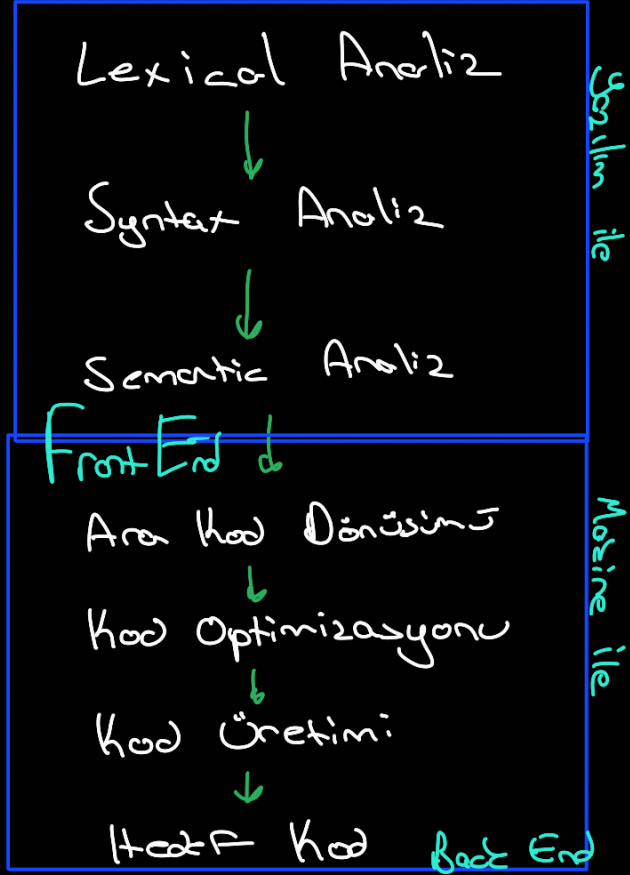 Lexical Analiz
Yazılım ile
Syntax Analiz
Semantic Analiz
Front End
Ara Kod Dönüşümü
Makine ile
Kod Optimizasyonu
Kod Üretimi
Hedef Kod
Back End